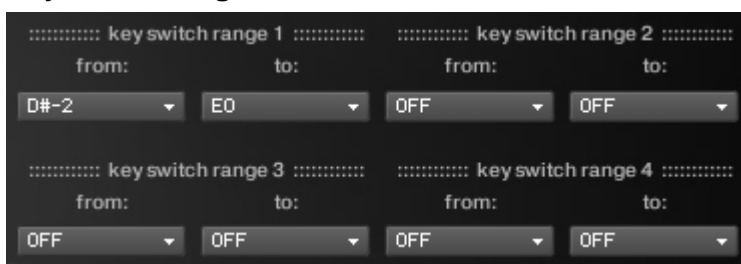 :::::::::::: key switch range 1 :::::::::::: :::::::::::: key switch range 2 ::::::::::::
from: to: from: to:
D#-2 E0 OFF OFF
:::::::::::: key switch range 3 :::::::::::: :::::::::::: key switch range 4 ::::::::::::
from: to: from: to:
OFF OFF OFF OFF